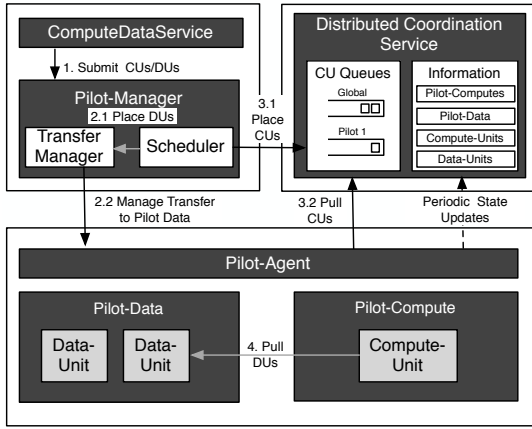 ComputeDataService
1. Submit CUs/DUs
Pilot-Manager
2.1 Place DUs
Transfer
Manager
Scheduler
3.1
Place
CUs
Distributed Coordination
Service
CU Queues
Global
Pilot 1
Information
Pilot-Computes
Pilot-Data
Compute-Units
Data-Units
2.2 Manage Transfer
to Pilot Data
3.2 Pull
CUs
Periodic State
Updates
Pilot-Agent
Pilot-Data
Data-
Unit
Data-
Unit
4. Pull
DUs
Pilot-Compute
Compute-
Unit